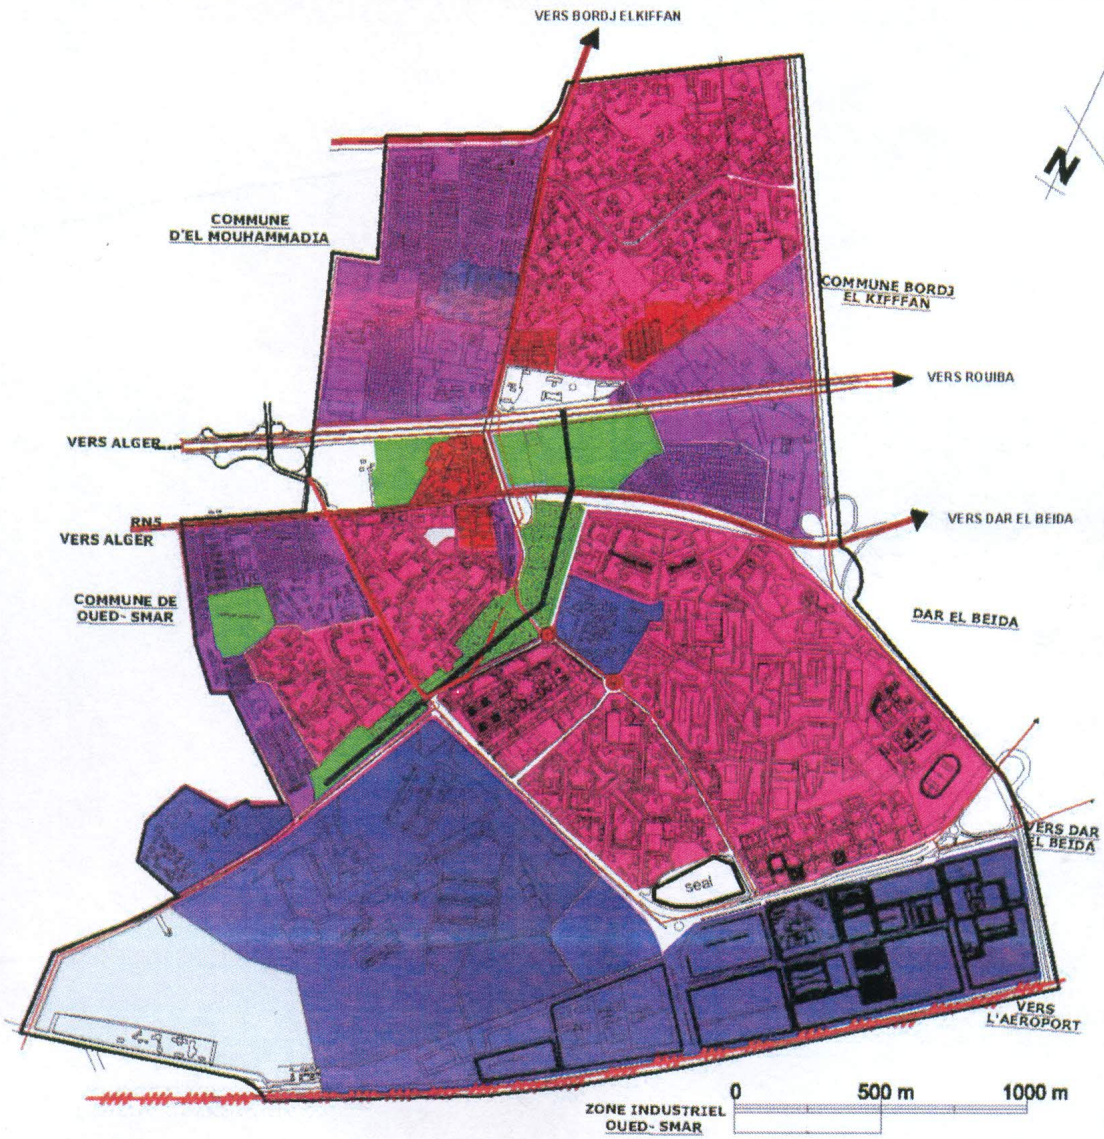 VERS BORDJ ELKIFFAN
N
COMMUNE
D'EL MOUHAMMADIA
COMMUNE BORDJ
EL KIFFFAN
VERS ROUIBA
VERS ALGER
RN5
VERS ALGER
VERS DAR EL BEIDA
COMMUNE DE
OUED- SMAR
DAR EL BEIDA
VERS DAR
EL BEIDA
seal
VERS
L'AEROPORT
0 500 m 1000 m
ZONE INDUSTRIEL
OUED- SMAR